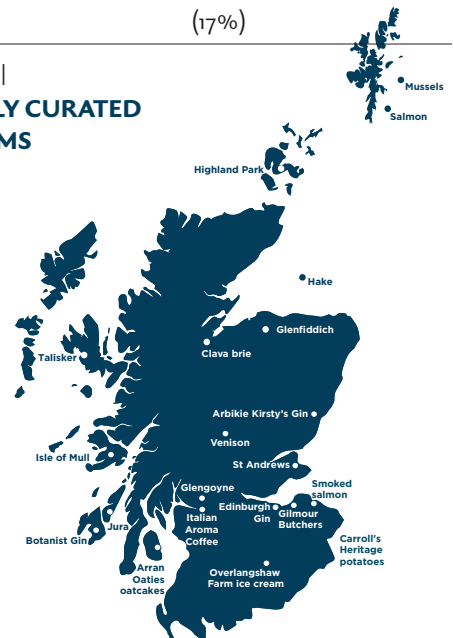 (17%)
LY CURATED
MS
Mussels
Salmon
Highland Park
Hake
Glenfiddich
Clava brie
Talisker
Arbikie Kirsty's Gin
Venison
Isle of Mull
St Andrews
Glengoyne
Smoked
salmon
Edinburgh
Gin
Gilmour
Butchers
Italian
Aroma
Coffee
Jura
Botanist Gin
Carroll's
Heritage
potatoes
Arran
Oaties
oatcakes
Overlangshaw
Farm ice cream